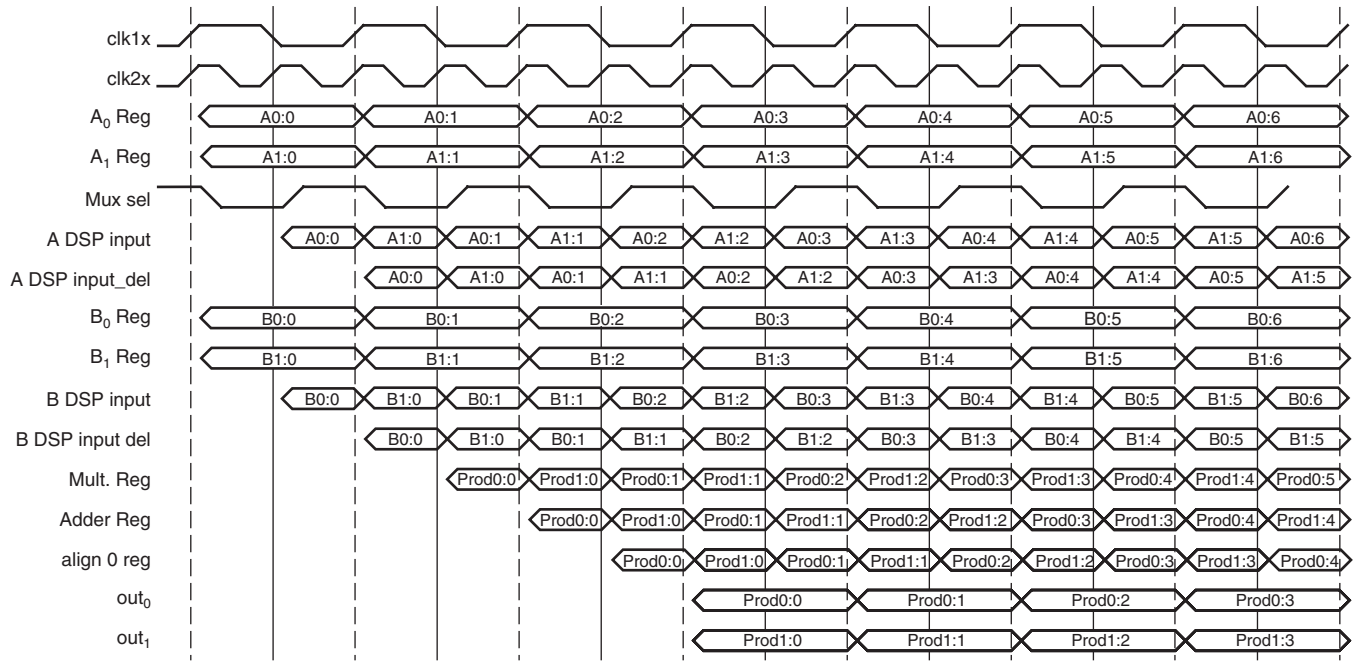 clk1x
clk2x
A0 Reg A0:0 A0:1 A0:2 A0:3 A0:4 A0:5 A0:6
A1 Reg A1:0 A1:1 A1:2 A1:3 A1:4 A1:5 A1:6
Mux sel
A DSP input A0:0 A1:0 A0:1 A1:1 A0:2 A1:2 A0:3 A1:3 A0:4 A1:4 A0:5 A1:5 A0:6
A DSP input_del A0:0 A1:0 A0:1 A1:1 A0:2 A1:2 A0:3 A1:3 A0:4 A1:4 A0:5 A1:5
B0 Reg B0:0 B0:1 B0:2 B0:3 B0:4 B0:5 B0:6
B1 Reg B1:0 B1:1 B1:2 B1:3 B1:4 B1:5 B1:6
B DSP input B0:0 B1:0 B0:1 B1:1 B0:2 B1:2 B0:3 B1:3 B0:4 B1:4 B0:5 B1:5 B0:6
B DSP input del B0:0 B1:0 B0:1 B1:1 B0:2 B1:2 B0:3 B1:3 B0:4 B1:4 B0:5 B1:5
Mult. Reg Prod0:0 Prod1:0 Prod0:1 Prod1:1 Prod0:2 Prod1:2 Prod0:3 Prod1:3 Prod0:4 Prod1:4 Prod0:5
Adder Reg Prod0:0 Prod1:0 Prod0:1 Prod1:1 Prod0:2 Prod1:2 Prod0:3 Prod1:3 Prod0:4 Prod1:4
align 0 reg Prod0:0 Prod1:0 Prod0:1 Prod1:1 Prod0:2 Prod1:2 Prod0:3 Prod1:3 Prod0:4
out0 Prod0:0 Prod0:1 Prod0:2 Prod0:3
out1 Prod1:0 Prod1:1 Prod1:2 Prod1:3